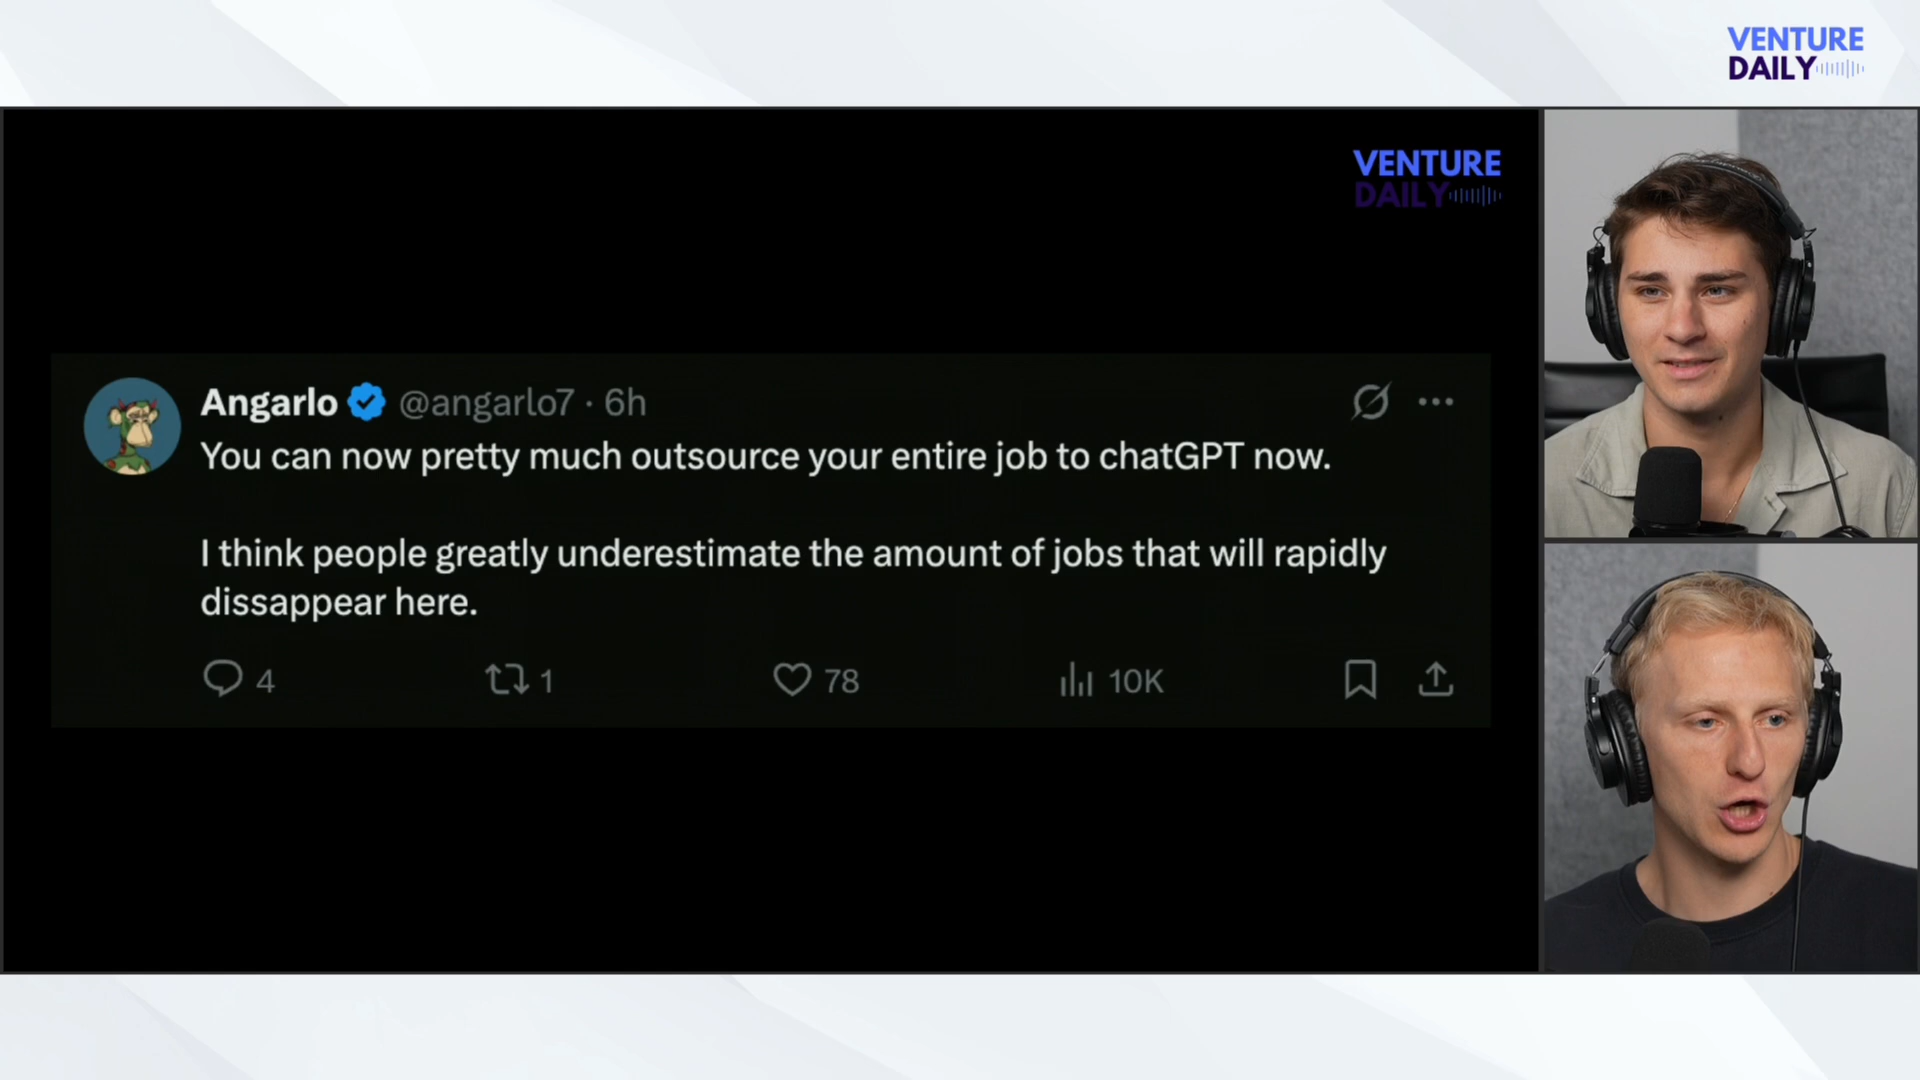 VENTURE
DAILY
VENTURE
DAILY
Angarlo @angarlo7 · 6h
You can now pretty much outsource your entire job to chatGPT now.
I think people greatly underestimate the amount of jobs that will rapidly
dissappear here.
4 1 78 10K